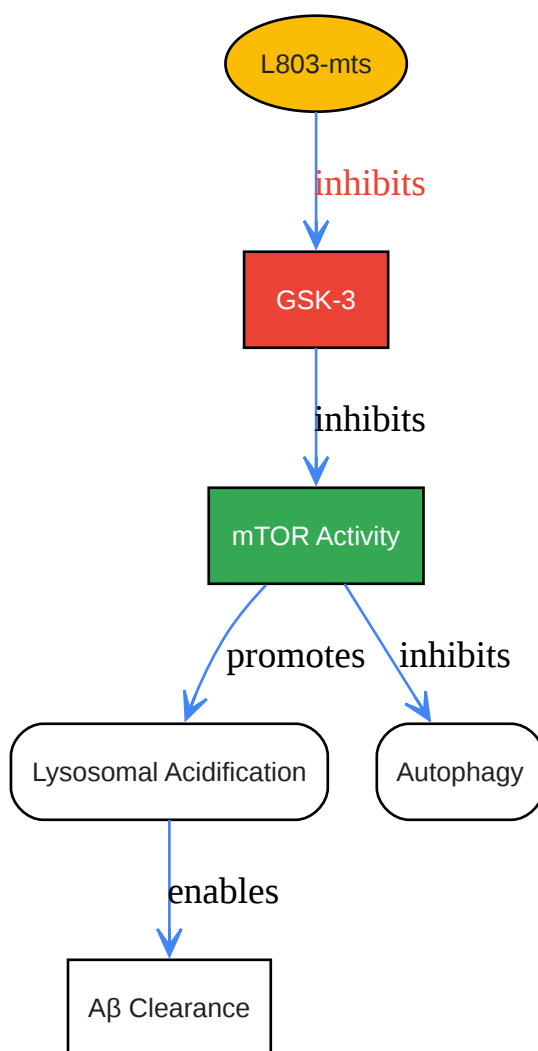 L803-mts
inhibits
GSK-3
inhibits
mTOR Activity
promotes
inhibits
Lysosomal Acidification
Autophagy
enables
Aβ Clearance